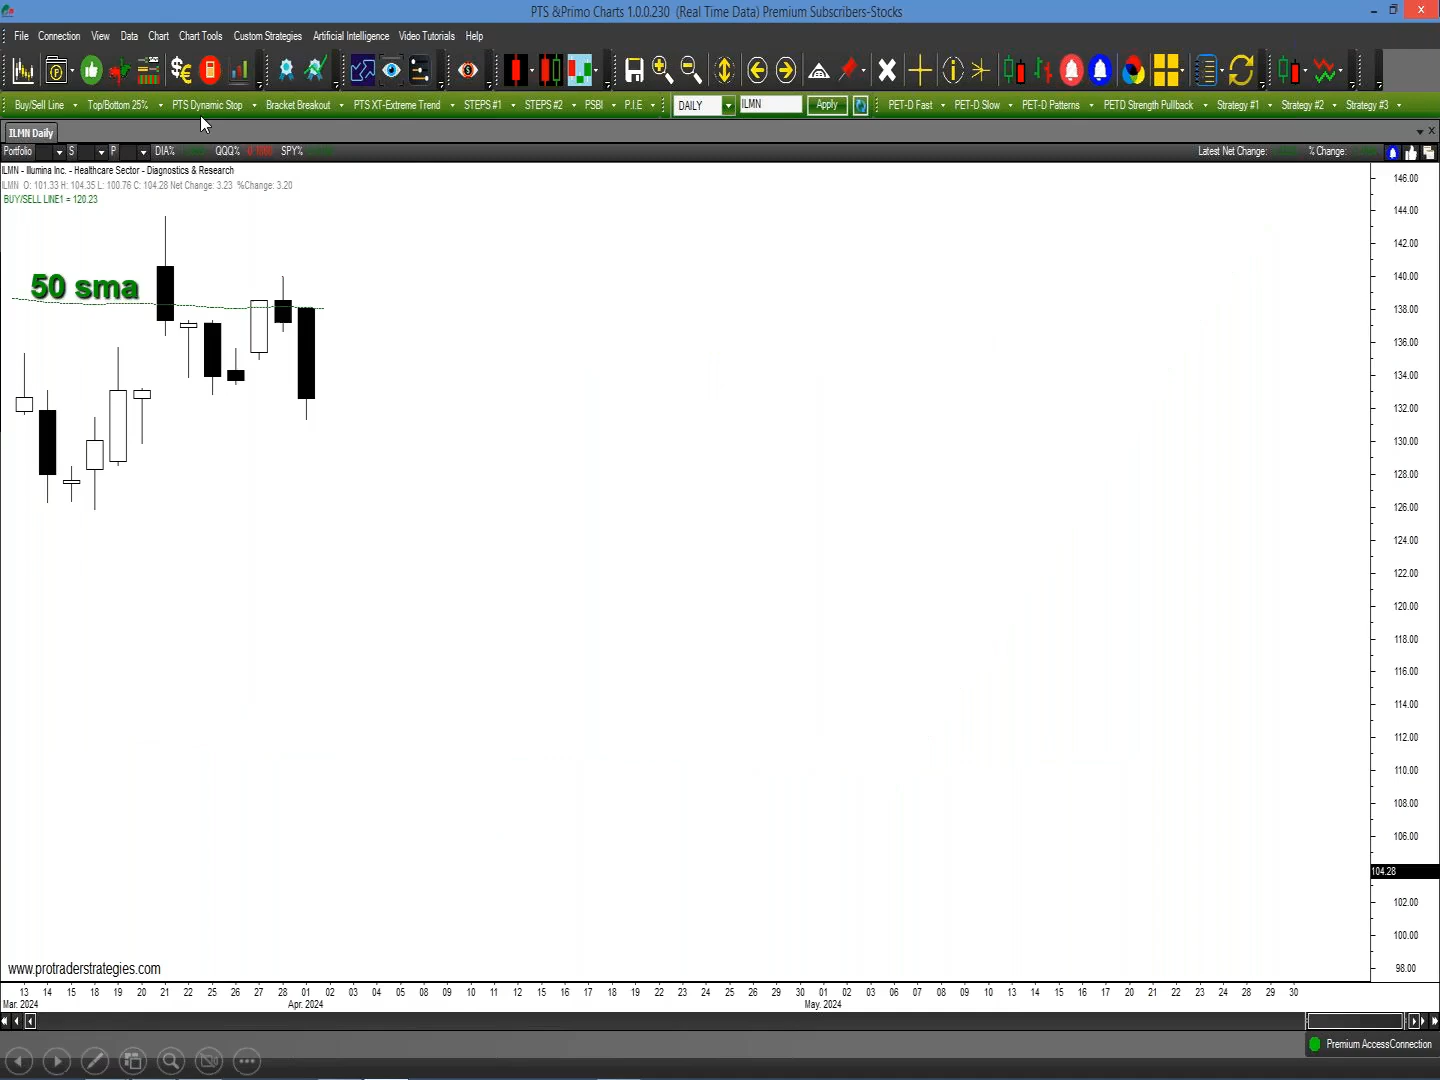 PTS &Primo Charts 1.0.0.230 (Real Time Data) Premium Subscribers-Stocks
File Connection View Data Chart Chart Tools Custom Strategies Artificial Intelligence Video Tutorials Help
Buy/Sell Line Top/Bottom 25% PTS Dynamic Stop Bracket Breakout PTS XT-Extreme Trend STEPS #1 STEPS #2 PSBI P.I.E DAILY ILMN Apply PET-D Fast PET-D Slow PET-D Patterns PETD Strength Pullback Strategy #1 Strategy #2 Strategy #3
ILMN Daily
Portfolio S P DIA% QQQ% SPY% Latest Net Change: % Change:
ILMN - Illumina Inc. - Healthcare Sector - Diagnostics & Research
ILMN O: 101.33 H: 104.35 L: 100.76 C: 104.28 Net Change: 3.23 %Change: 3.20
BUY/SELL LINE1 = 120.23
50 sma
146.00
144.00
142.00
140.00
138.00
136.00
134.00
132.00
130.00
128.00
126.00
124.00
122.00
120.00
118.00
116.00
114.00
112.00
110.00
108.00
106.00
104.28
102.00
100.00
98.00
www.protraderstrategies.com
13 14 15 18 19 20 21 22 25 26 27 28 01 02 03 04 05 08 09 10 11 12 15 16 17 18 19 22 23 24 25 26 29 30 01 02 03 06 07 08 09 10 13 14 15 16 17 20 21 22 23 24 28 29 30
Mar. 2024 Apr. 2024 May. 2024
Premium AccessConnection